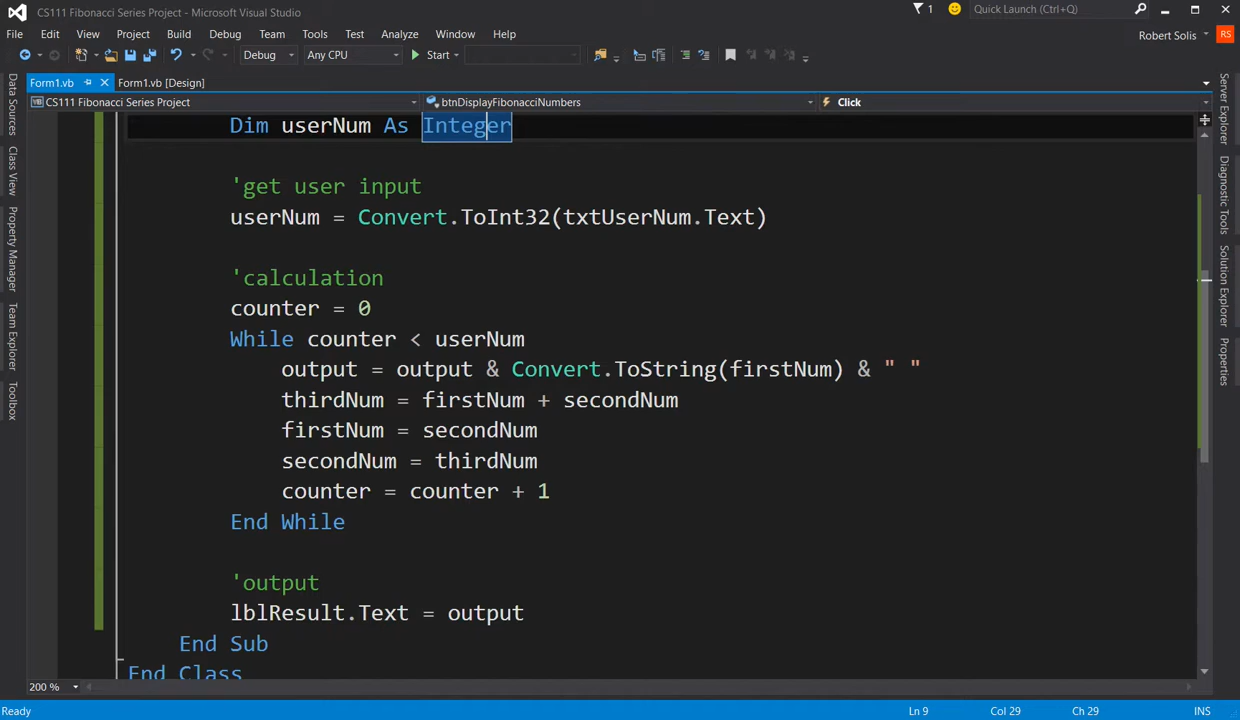 CS111 Fibonacci Series Project - Microsoft Visual Studio
1
Quick Launch (Ctrl+Q)
File Edit View Project Build Debug Team Tools Test Analyze Window Help
Robert Solis
RS
Debug
Any CPU
Start
Form1.vb
Form1.vb [Design]
CS111 Fibonacci Series Project
btnDisplayFibonacciNumbers
Click
Data Sources
Class View
Property Manager
Team Explorer
Toolbox
Dim userNum As Integer
'get user input
userNum = Convert.ToInt32(txtUserNum.Text)
'calculation
counter = 0
While counter < userNum
output = output & Convert.ToString(firstNum) & " "
thirdNum = firstNum + secondNum
firstNum = secondNum
secondNum = thirdNum
counter = counter + 1
End While
'output
lblResult.Text = output
End Sub
End Class
Server Explorer
Diagnostic Tools
Solution Explorer
Properties
200 %
Ready
Ln 9
Col 29
Ch 29
INS